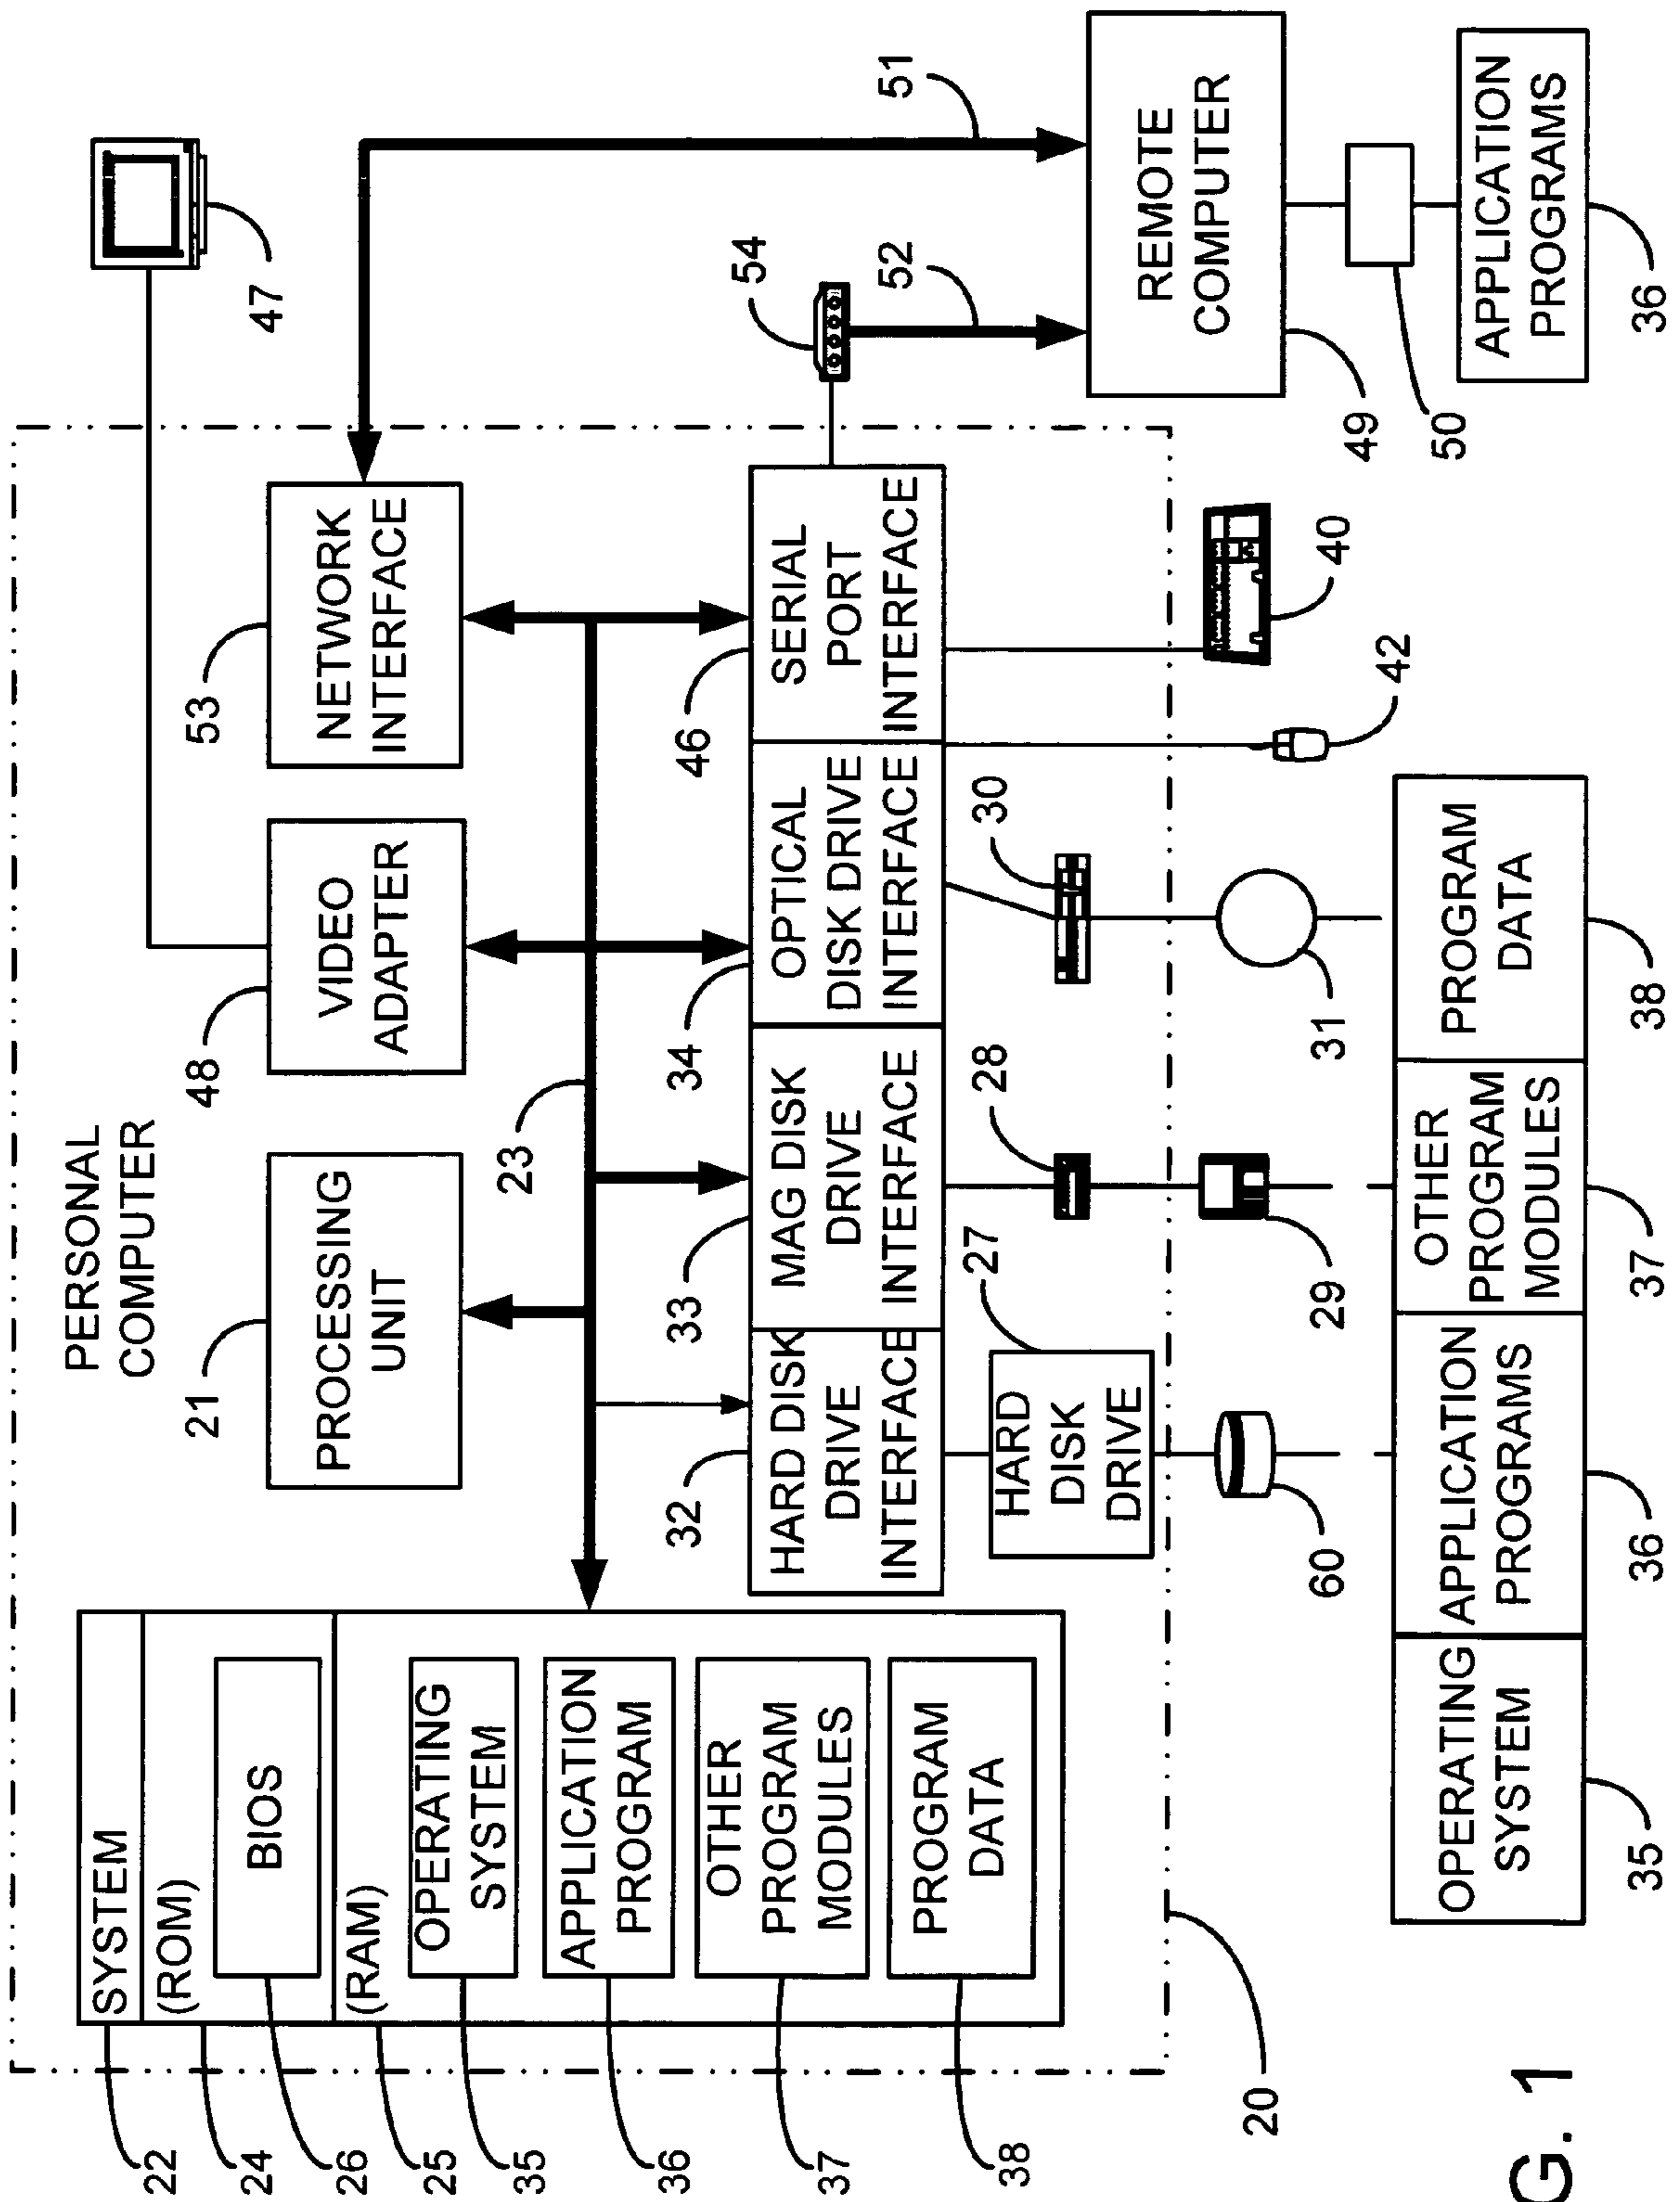 PERSONAL
COMPUTER
47
22
SYSTEM
24
(ROM)
26
BIOS
25
(RAM)
35
OPERATING
SYSTEM
36
APPLICATION
PROGRAM
37
OTHER
PROGRAM
MODULES
38
PROGRAM
DATA
21
PROCESSING
UNIT
48
VIDEO
ADAPTER
53
NETWORK
INTERFACE
23
32
HARD DISK
DRIVE
INTERFACE
33
MAG DISK
DRIVE
INTERFACE
34
OPTICAL
DISK DRIVE
INTERFACE
46
SERIAL
PORT
INTERFACE
54
52
51
27
HARD
DISK
DRIVE
28
30
20
60
29
31
42
40
REMOTE
COMPUTER
49
50
APPLICATION
PROGRAMS
36
OPERATING
SYSTEM
35
APPLICATION
PROGRAMS
36
OTHER
PROGRAM
MODULES
37
PROGRAM
DATA
38
G. 1